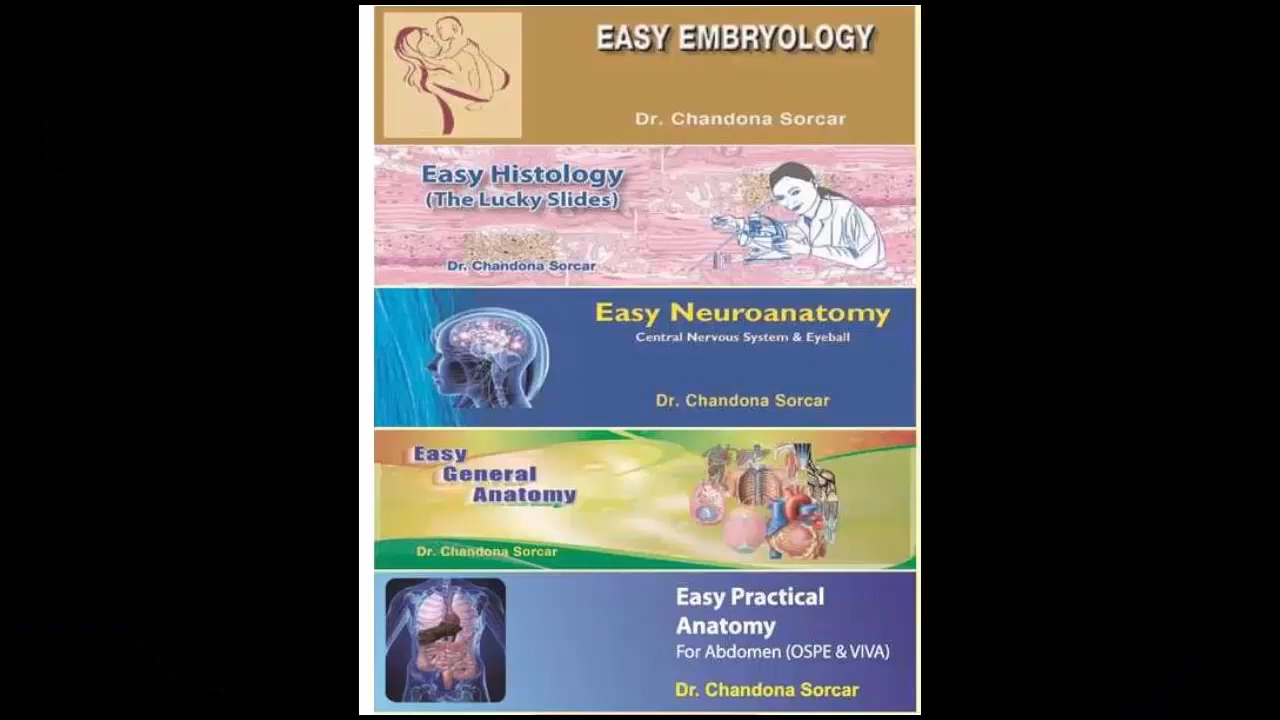 EASY EMBRYOLOGY
Dr. Chandona Sorcar
Easy Histology
(The Lucky Slides)
Dr. Chandona Sorcar
Easy Neuroanatomy
Central Nervous System & Eyeball
Dr. Chandona Sorcar
Easy
General
Anatomy
Dr. Chandona Sorcar
Easy Practical
Anatomy
For Abdomen (OSPE & VIVA)
Dr. Chandona Sorcar